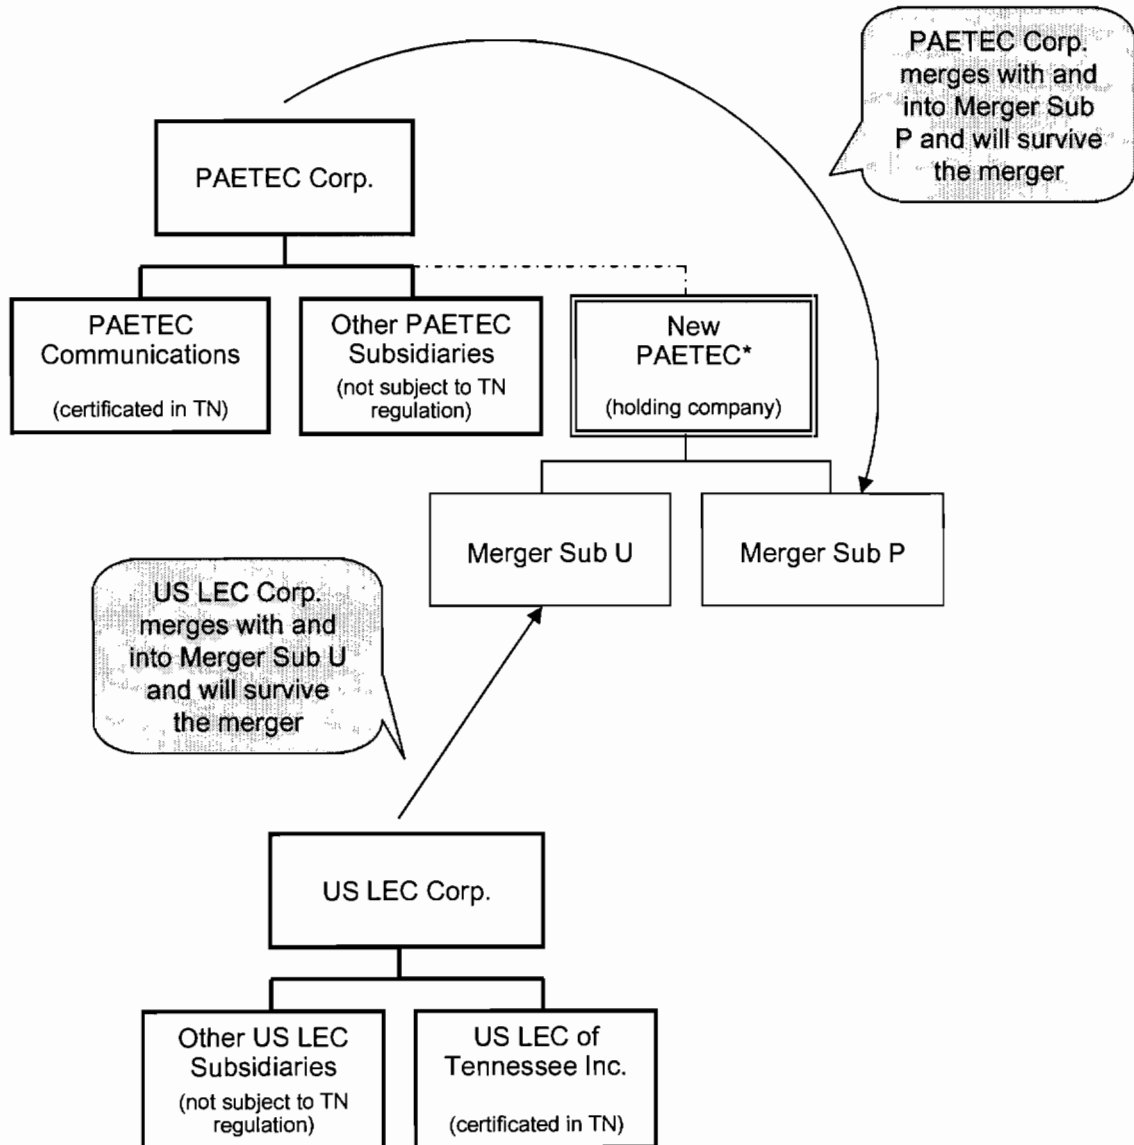 PAETEC Corp.
merges with and
into Merger Sub
P and will survive
the merger
PAETEC Corp.
PAETEC
Communications
(certificated in TN)
Other PAETEC
Subsidiaries
(not subject to TN
regulation)
New
PAETEC*
(holding company)
Merger Sub U
Merger Sub P
US LEC Corp.
merges with and
into Merger Sub U
and will survive
the merger
US LEC Corp.
Other US LEC
Subsidiaries
(not subject to TN
regulation)
US LEC of
Tennessee Inc.
(certificated in TN)